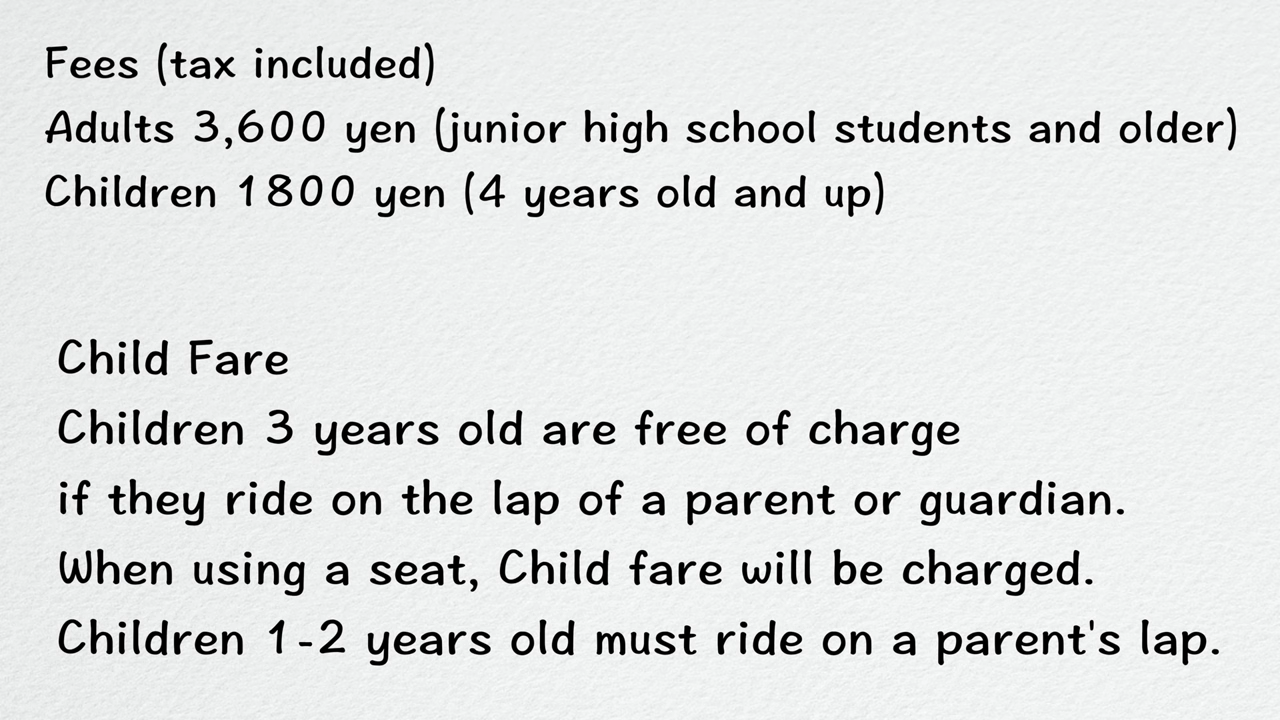 Fees (tax included)
Adults 3,600 yen (junior high school students and older)
Children 1800 yen (4 years old and up)
Child Fare
Children 3 years old are free of charge
if they ride on the lap of a parent or guardian.
When using a seat, Child fare will be charged.
Children 1-2 years old must ride on a parent's lap.